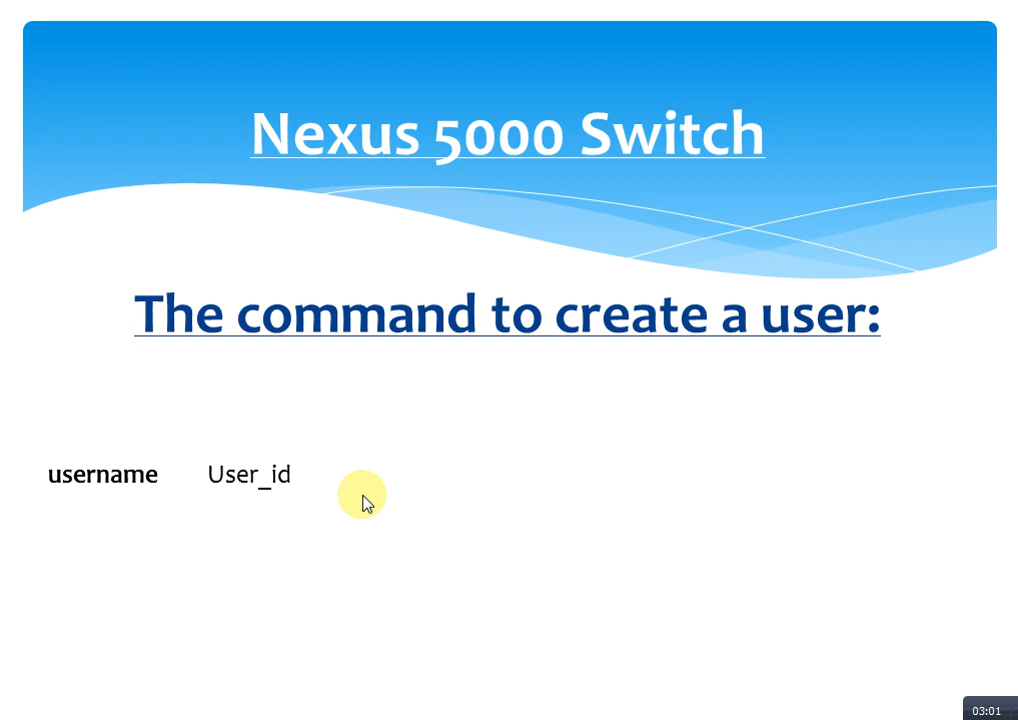 Nexus 5000 Switch
The command to create a user:
username User_id
03:01